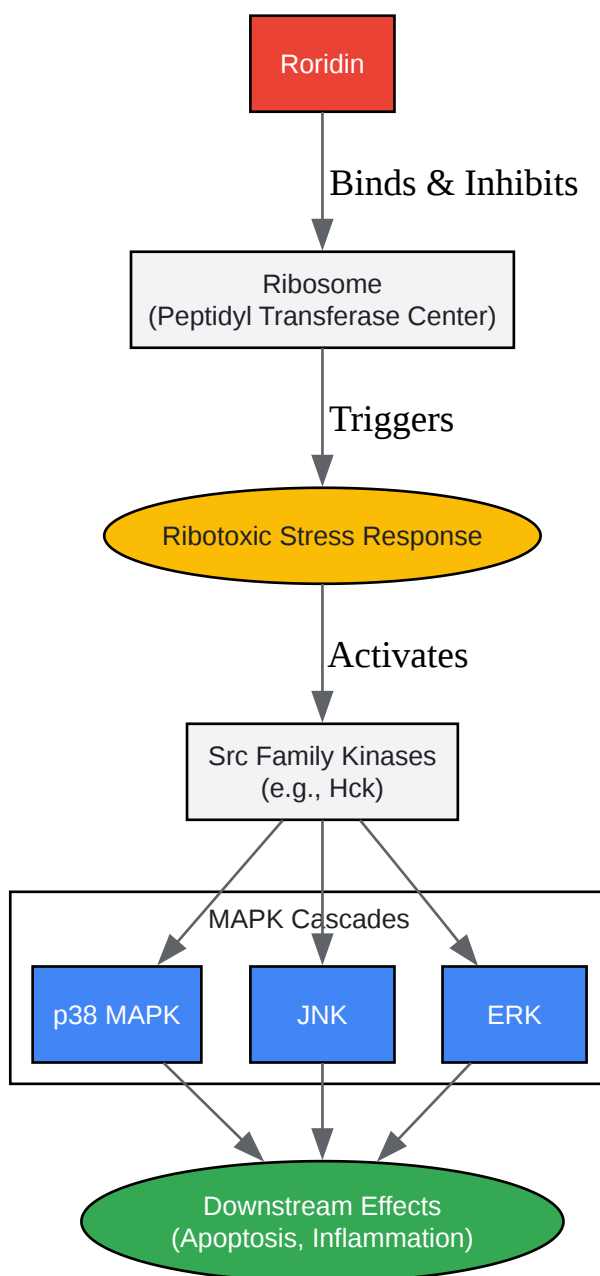 Roridin
Binds & Inhibits
Ribosome
(Peptidyl Transferase Center)
Triggers
Ribotoxic Stress Response
Activates
Src Family Kinases
(e.g., Hck)
MAPK Cascades
p38 MAPK
JNK
ERK
Downstream Effects
(Apoptosis, Inflammation)